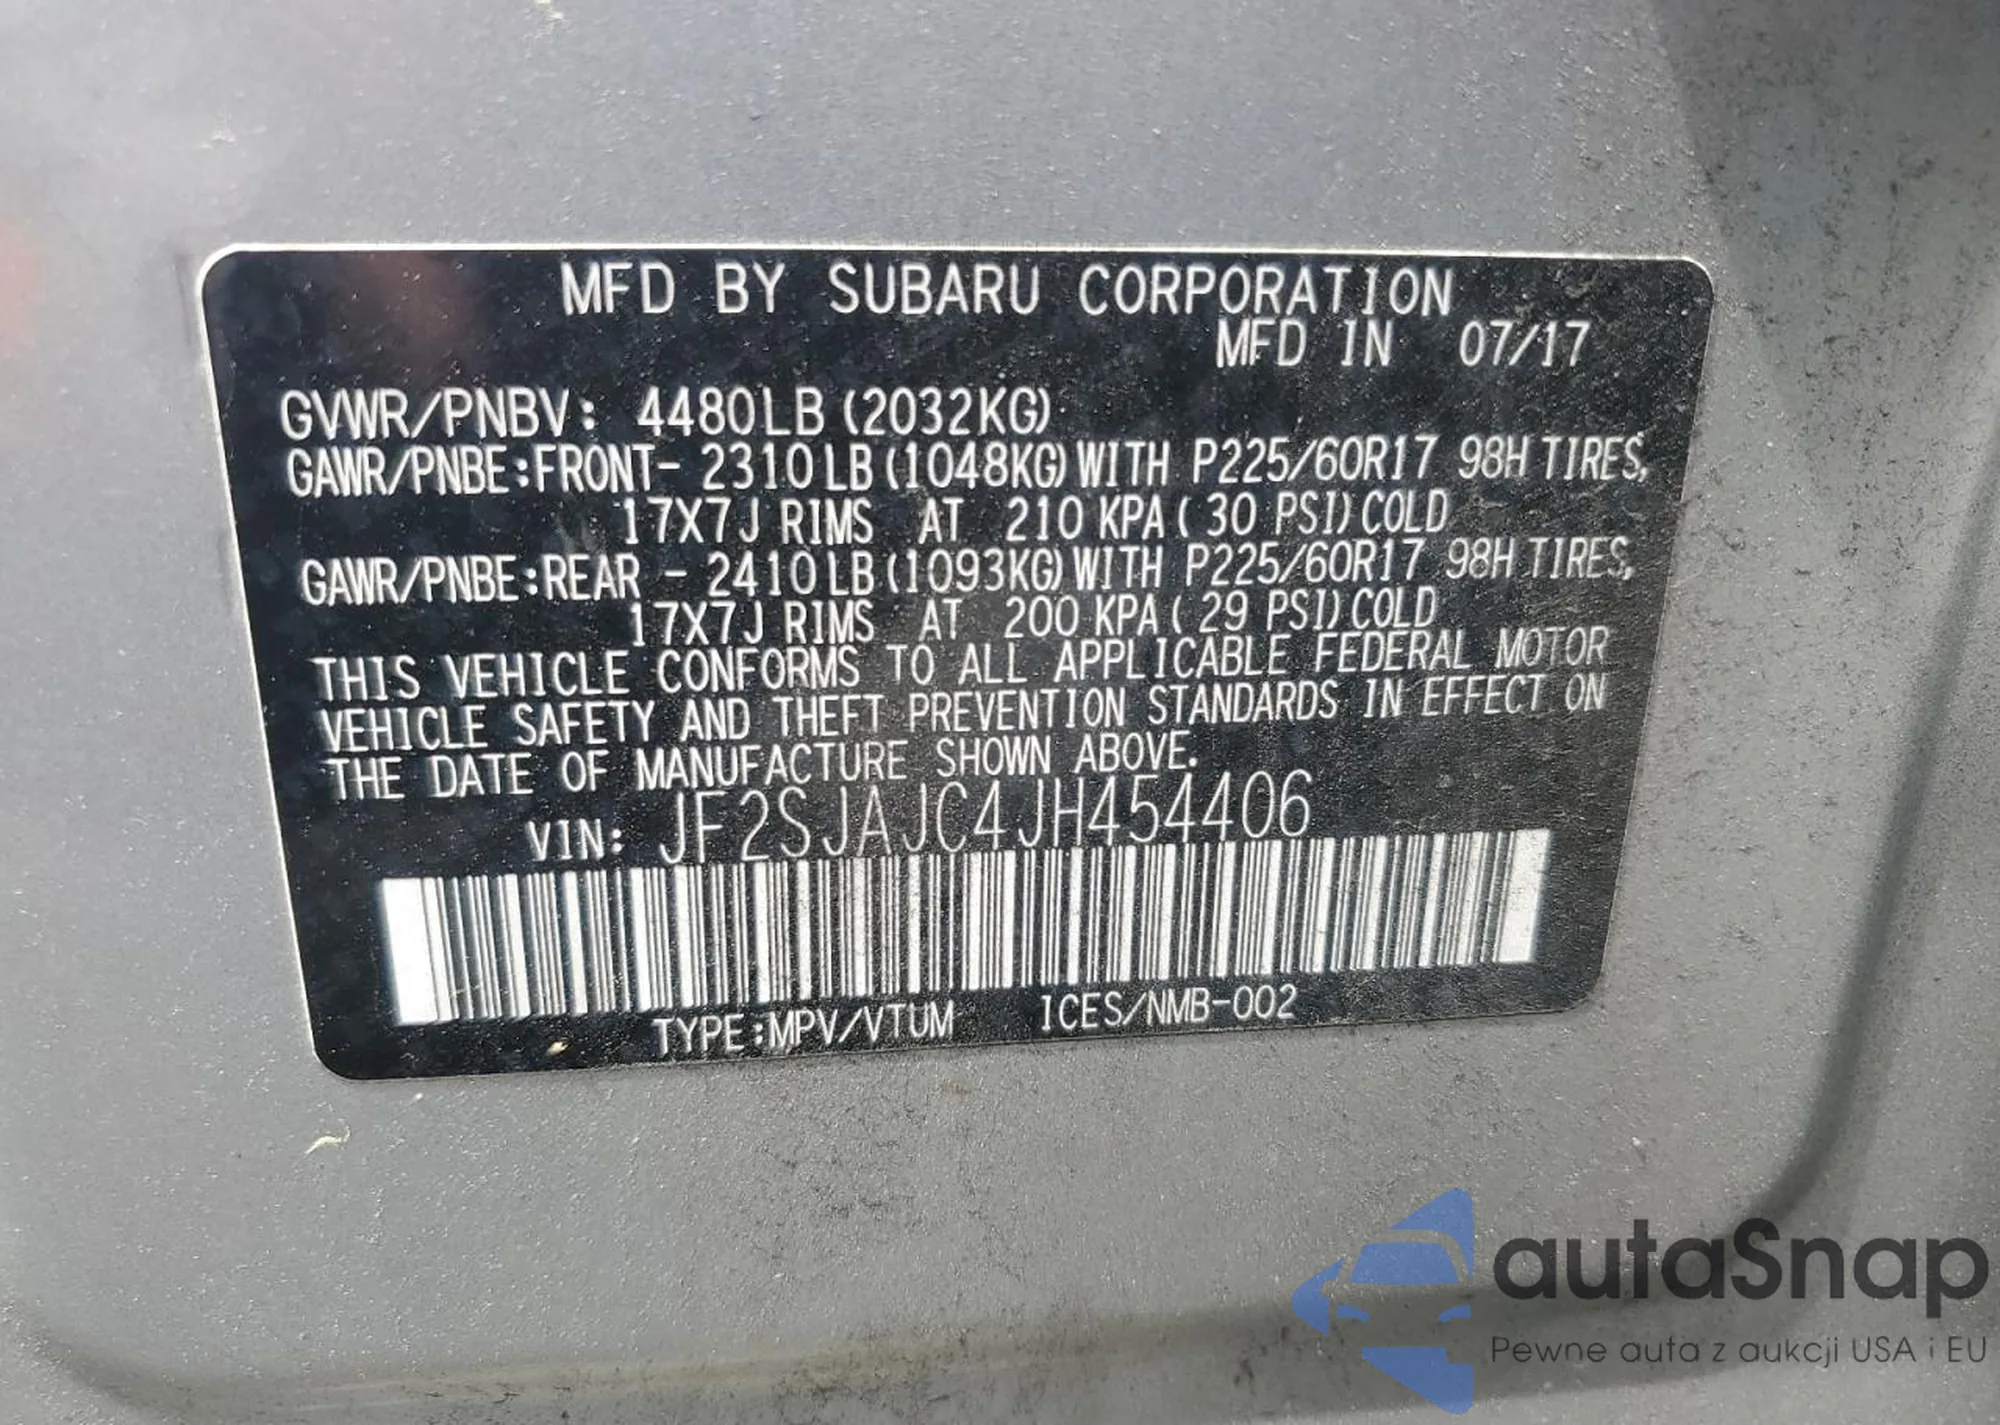 MFD BY SUBARU CORPORATION
MFD IN 07/17
GVWR/PNBV: 4480LB (2032KG)
GAWR/PNBE:FRONT- 2310LB (1048KG) WITH P225/60R17 98H TIRES,
17X7J RIMS AT 210 KPA ( 30 PSI) COLD
GAWR/PNBE:REAR - 2410LB (1093KG) WITH P225/60R17 98H TIRES,
17X7J RIMS AT 200 KPA ( 29 PSI) COLD
THIS VEHICLE CONFORMS TO ALL APPLICABLE FEDERAL MOTOR
VEHICLE SAFETY AND THEFT PREVENTION STANDARDS IN EFFECT ON
THE DATE OF MANUFACTURE SHOWN ABOVE.
VIN: JF2SJAJC4JH454406
TYPE:MPV/VTUM ICES/NMB-002
autaSnap
Pewne auta z aukcji USA i EU